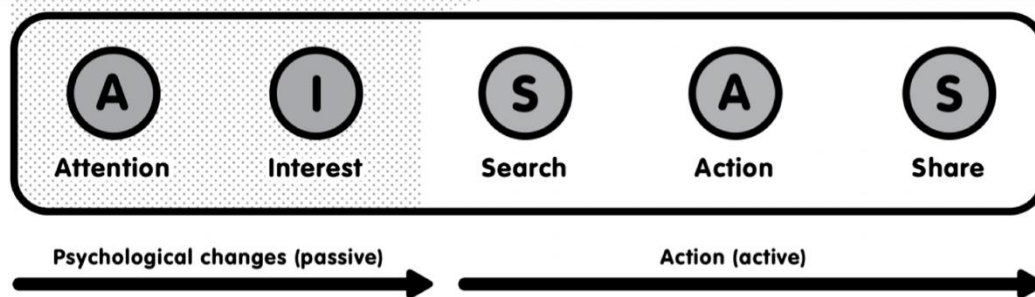 A I S A S
Attention Interest Search Action Share
Psychological changes (passive) Action (active)